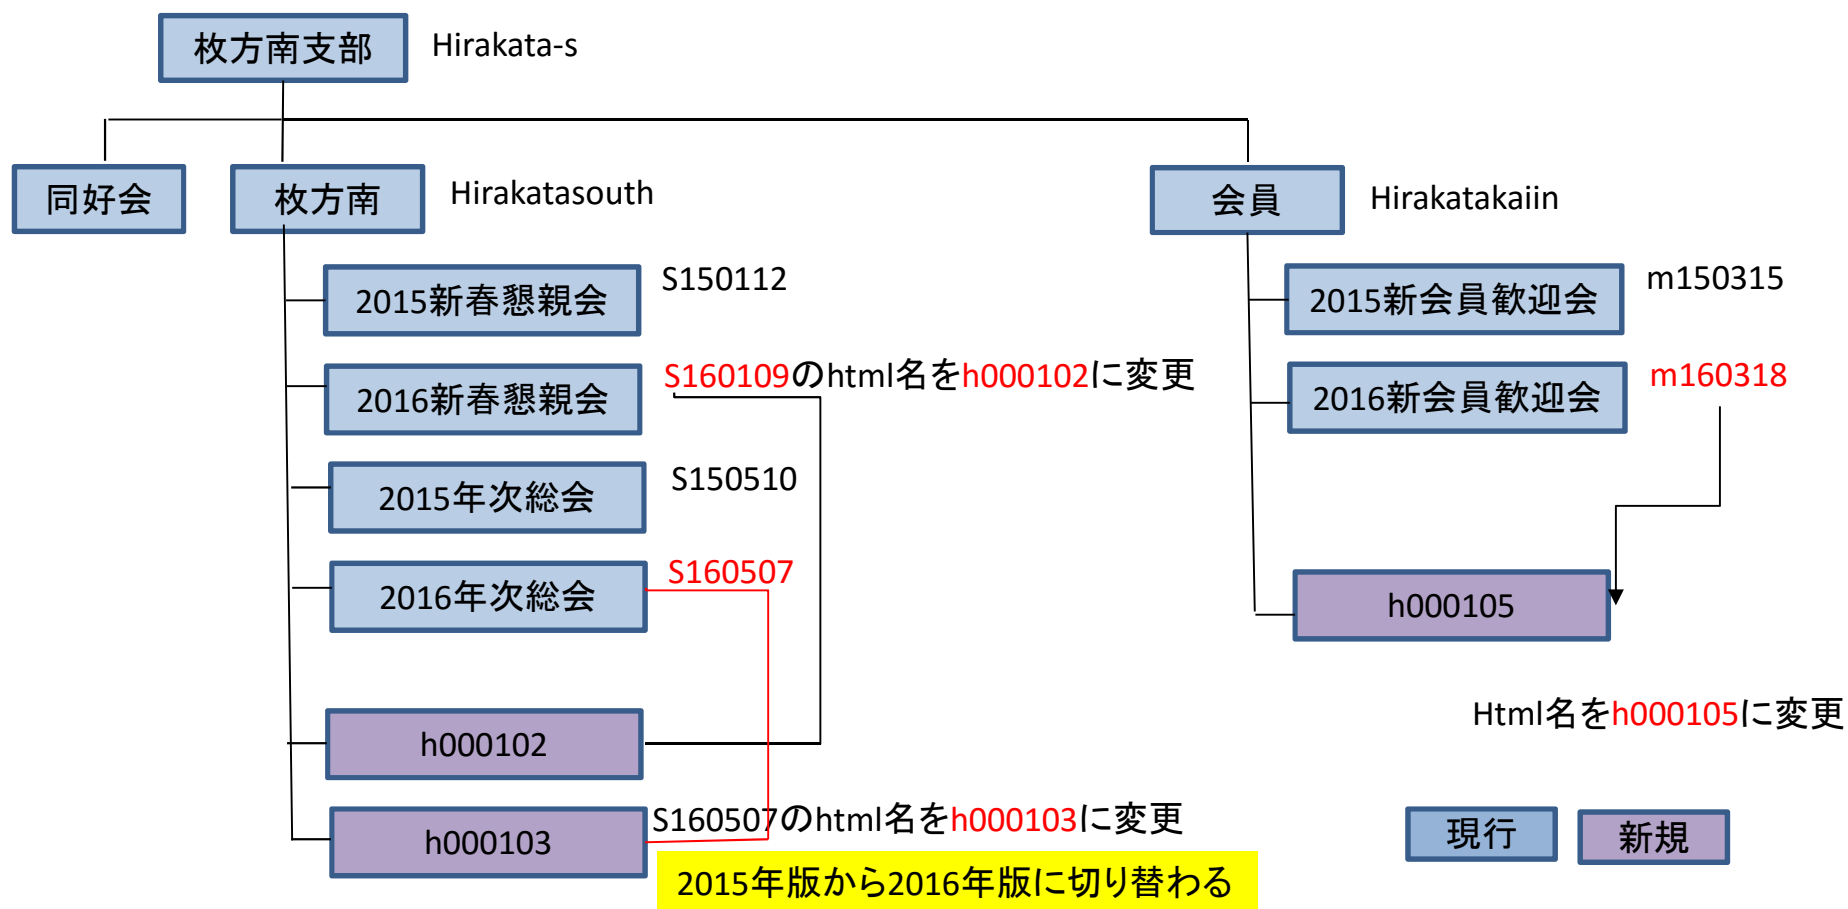 枚方南支部 Hirakata-s
同好会
枚方南
Hirakatasouth
会員
Hirakatakaiin
2015新春懇親会
S150112
2016新春懇親会
S160109のhtml名をh000102に変更
2015年次総会
S150510
2016年次総会
S160507
h000102
h000103
S160507のhtml名をh000103に変更
2015年版から2016年版に切り替わる
2015新会員歓迎会
m150315
2016新会員歓迎会
m160318
h000105
Html名をh000105に変更
現行
新規